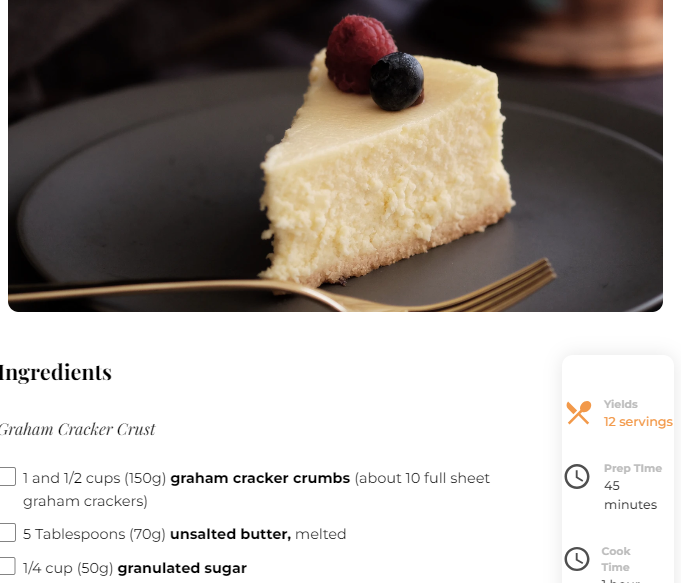 Ingredients
Graham Cracker Crust
1 and 1/2 cups (150g) graham cracker crumbs (about 10 full sheet
graham crackers)
5 Tablespoons (70g) unsalted butter, melted
1/4 cup (50g) granulated sugar
Yields
12 servings
Prep TIme
45
minutes
Cook
Time
1 hour